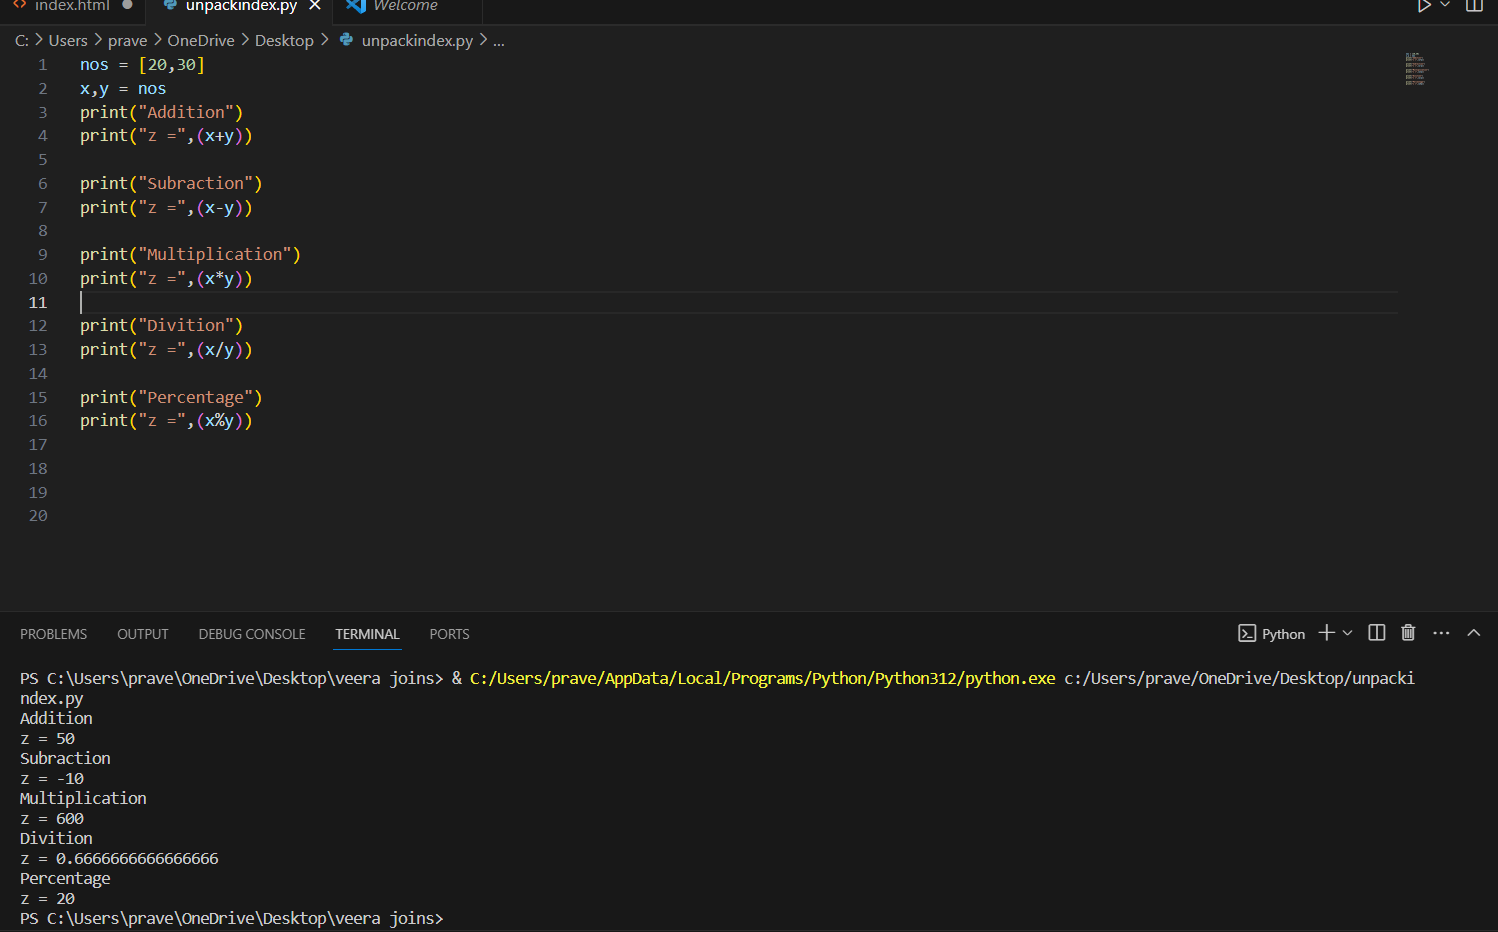 index.html ● unpackindex.py × Welcome
C: > Users > prave > OneDrive > Desktop > unpackindex.py > ...
1 nos = [20,30]
2 x,y = nos
3 print("Addition")
4 print("z =",(x+y))
5
6 print("Subraction")
7 print("z =",(x-y))
8
9 print("Multiplication")
10 print("z =",(x*y))
11
12 print("Divition")
13 print("z =",(x/y))
14
15 print("Percentage")
16 print("z =",(x%y))
17
18
19
20
PROBLEMS OUTPUT DEBUG CONSOLE TERMINAL PORTS Python
PS C:\Users\prave\OneDrive\Desktop\veera joins> & C:/Users/prave/AppData/Local/Programs/Python/Python312/python.exe c:/Users/prave/OneDrive/Desktop/unpacki
ndex.py
Addition
z = 50
Subraction
z = -10
Multiplication
z = 600
Divition
z = 0.6666666666666666
Percentage
z = 20
PS C:\Users\prave\OneDrive\Desktop\veera joins>